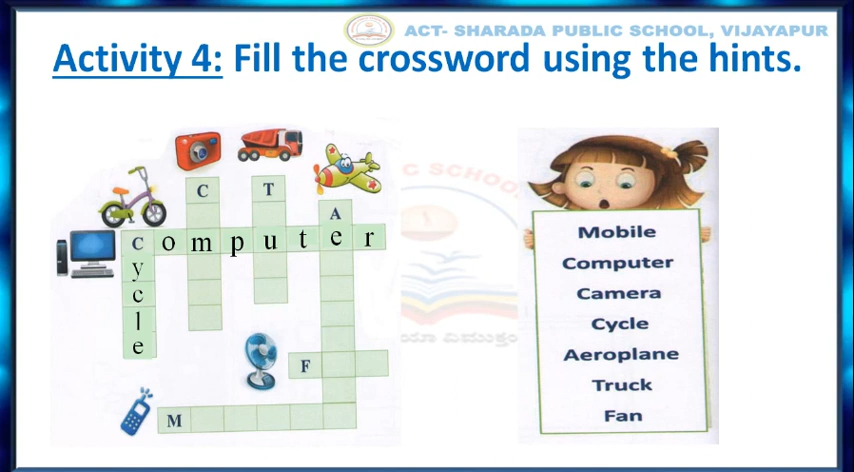 ACT- SHARADA PUBLIC SCHOOL, VIJAYAPUR
Activity 4: Fill the crossword using the hints.
C T
A
C o m p u t e r
y
c
l
e
F
M
C SCHOO
Mobile
Computer
Camera
Cycle
Aeroplane
Truck
Fan